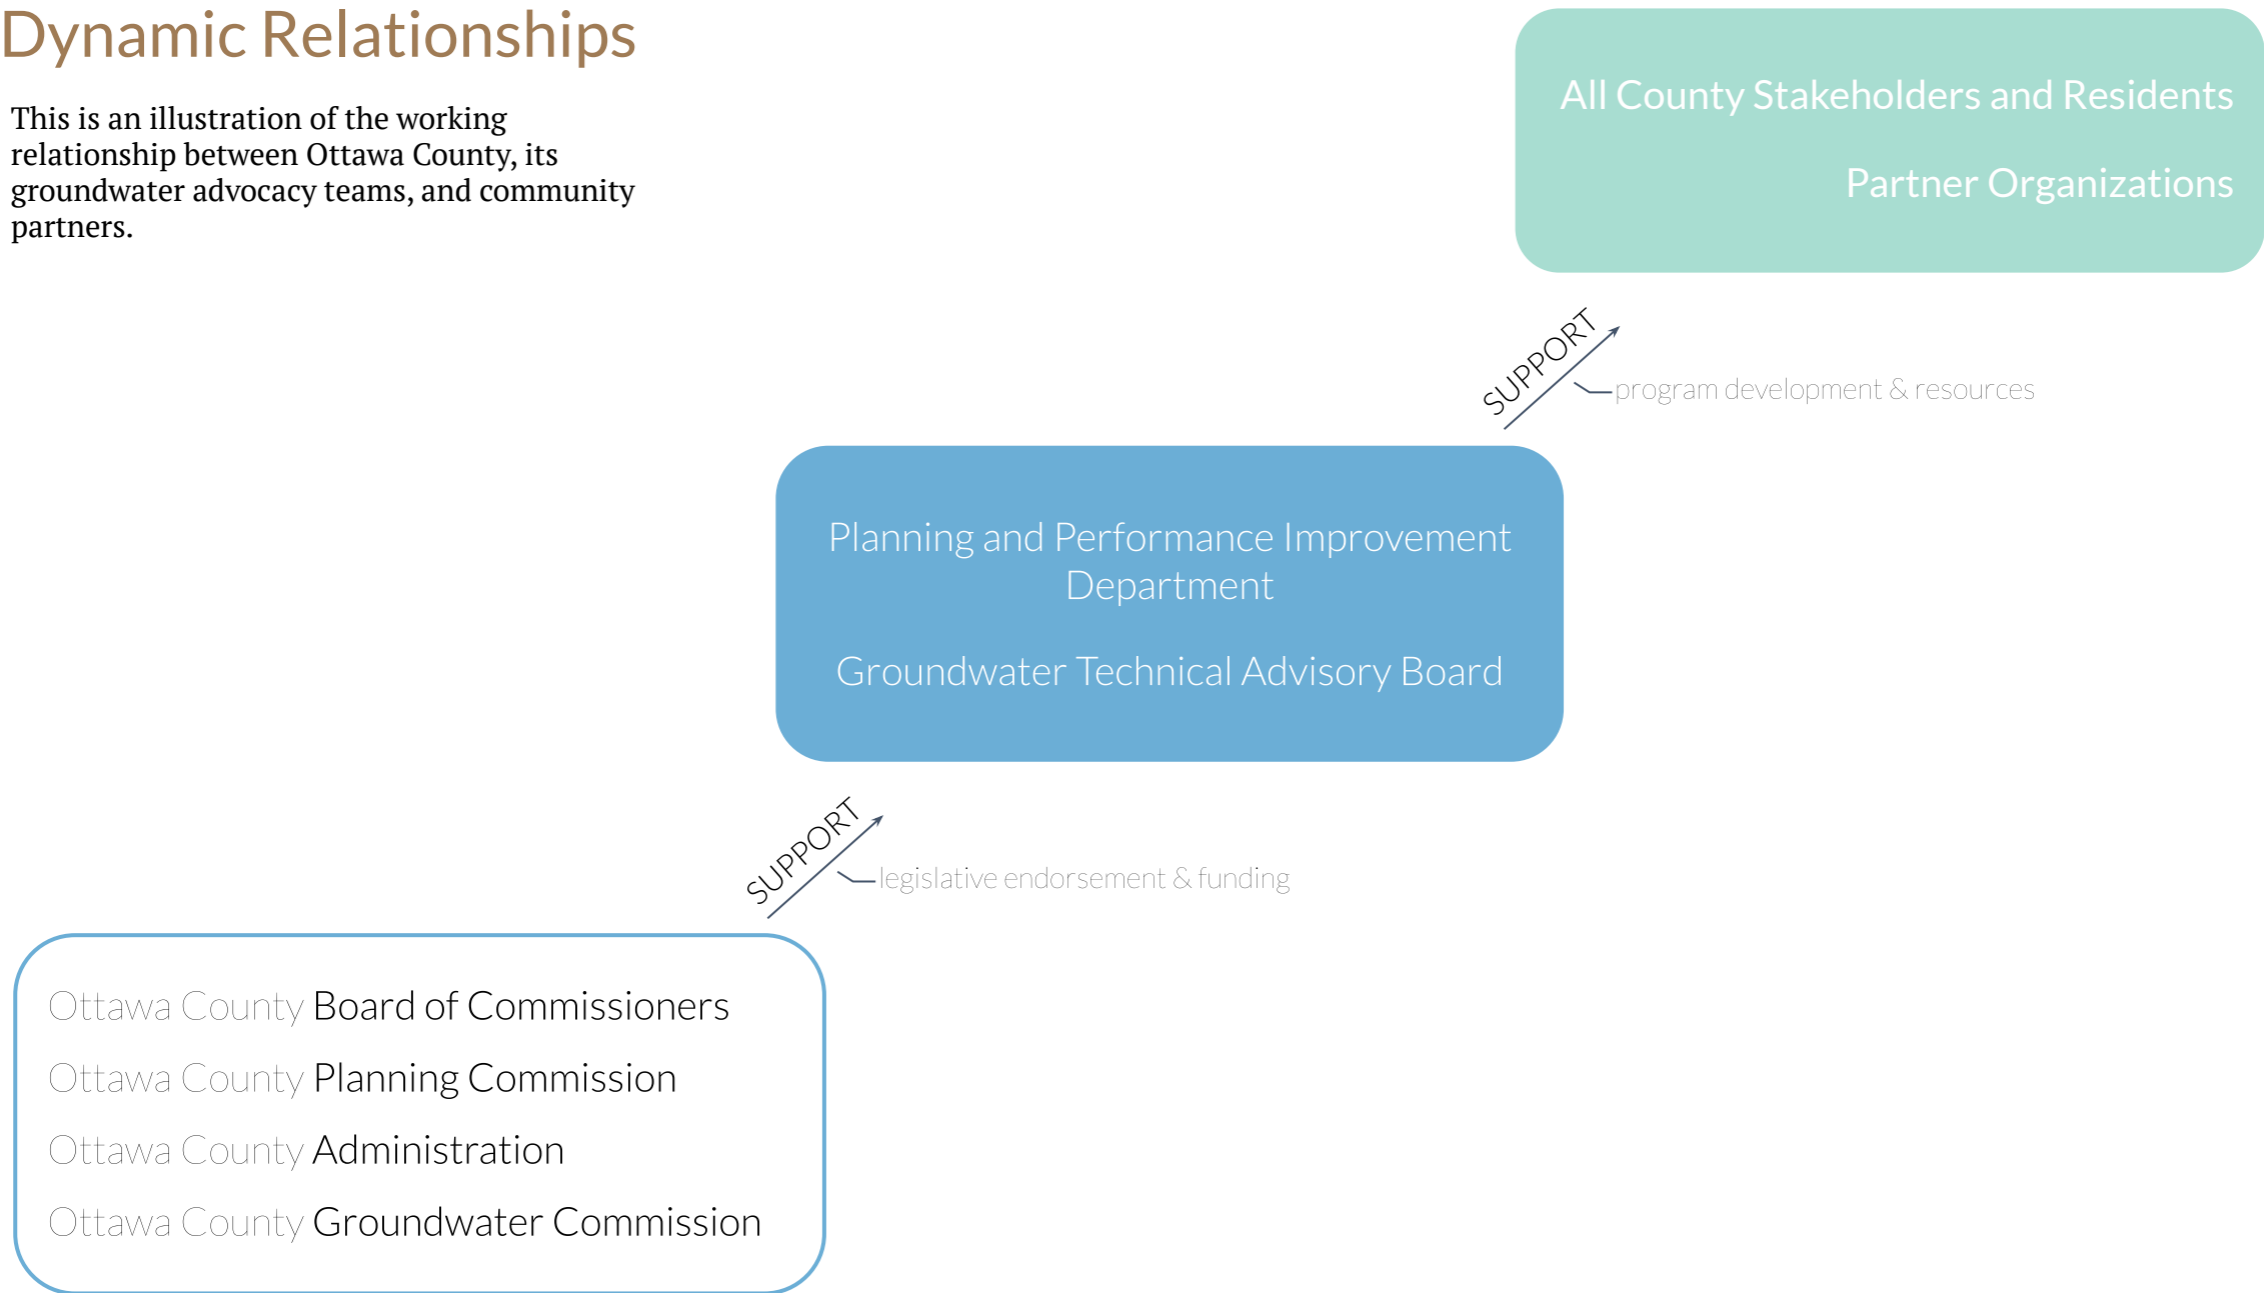 Dynamic Relationships
This is an illustration of the working
relationship between Ottawa County, its
groundwater advocacy teams, and community
partners.
All County Stakeholders and Residents
Partner Organizations
SUPPORT
program development & resources
Planning and Performance Improvement
Department
Groundwater Technical Advisory Board
SUPPORT
legislative endorsement & funding
Ottawa County Board of Commissioners
Ottawa County Planning Commission
Ottawa County Administration
Ottawa County Groundwater Commission